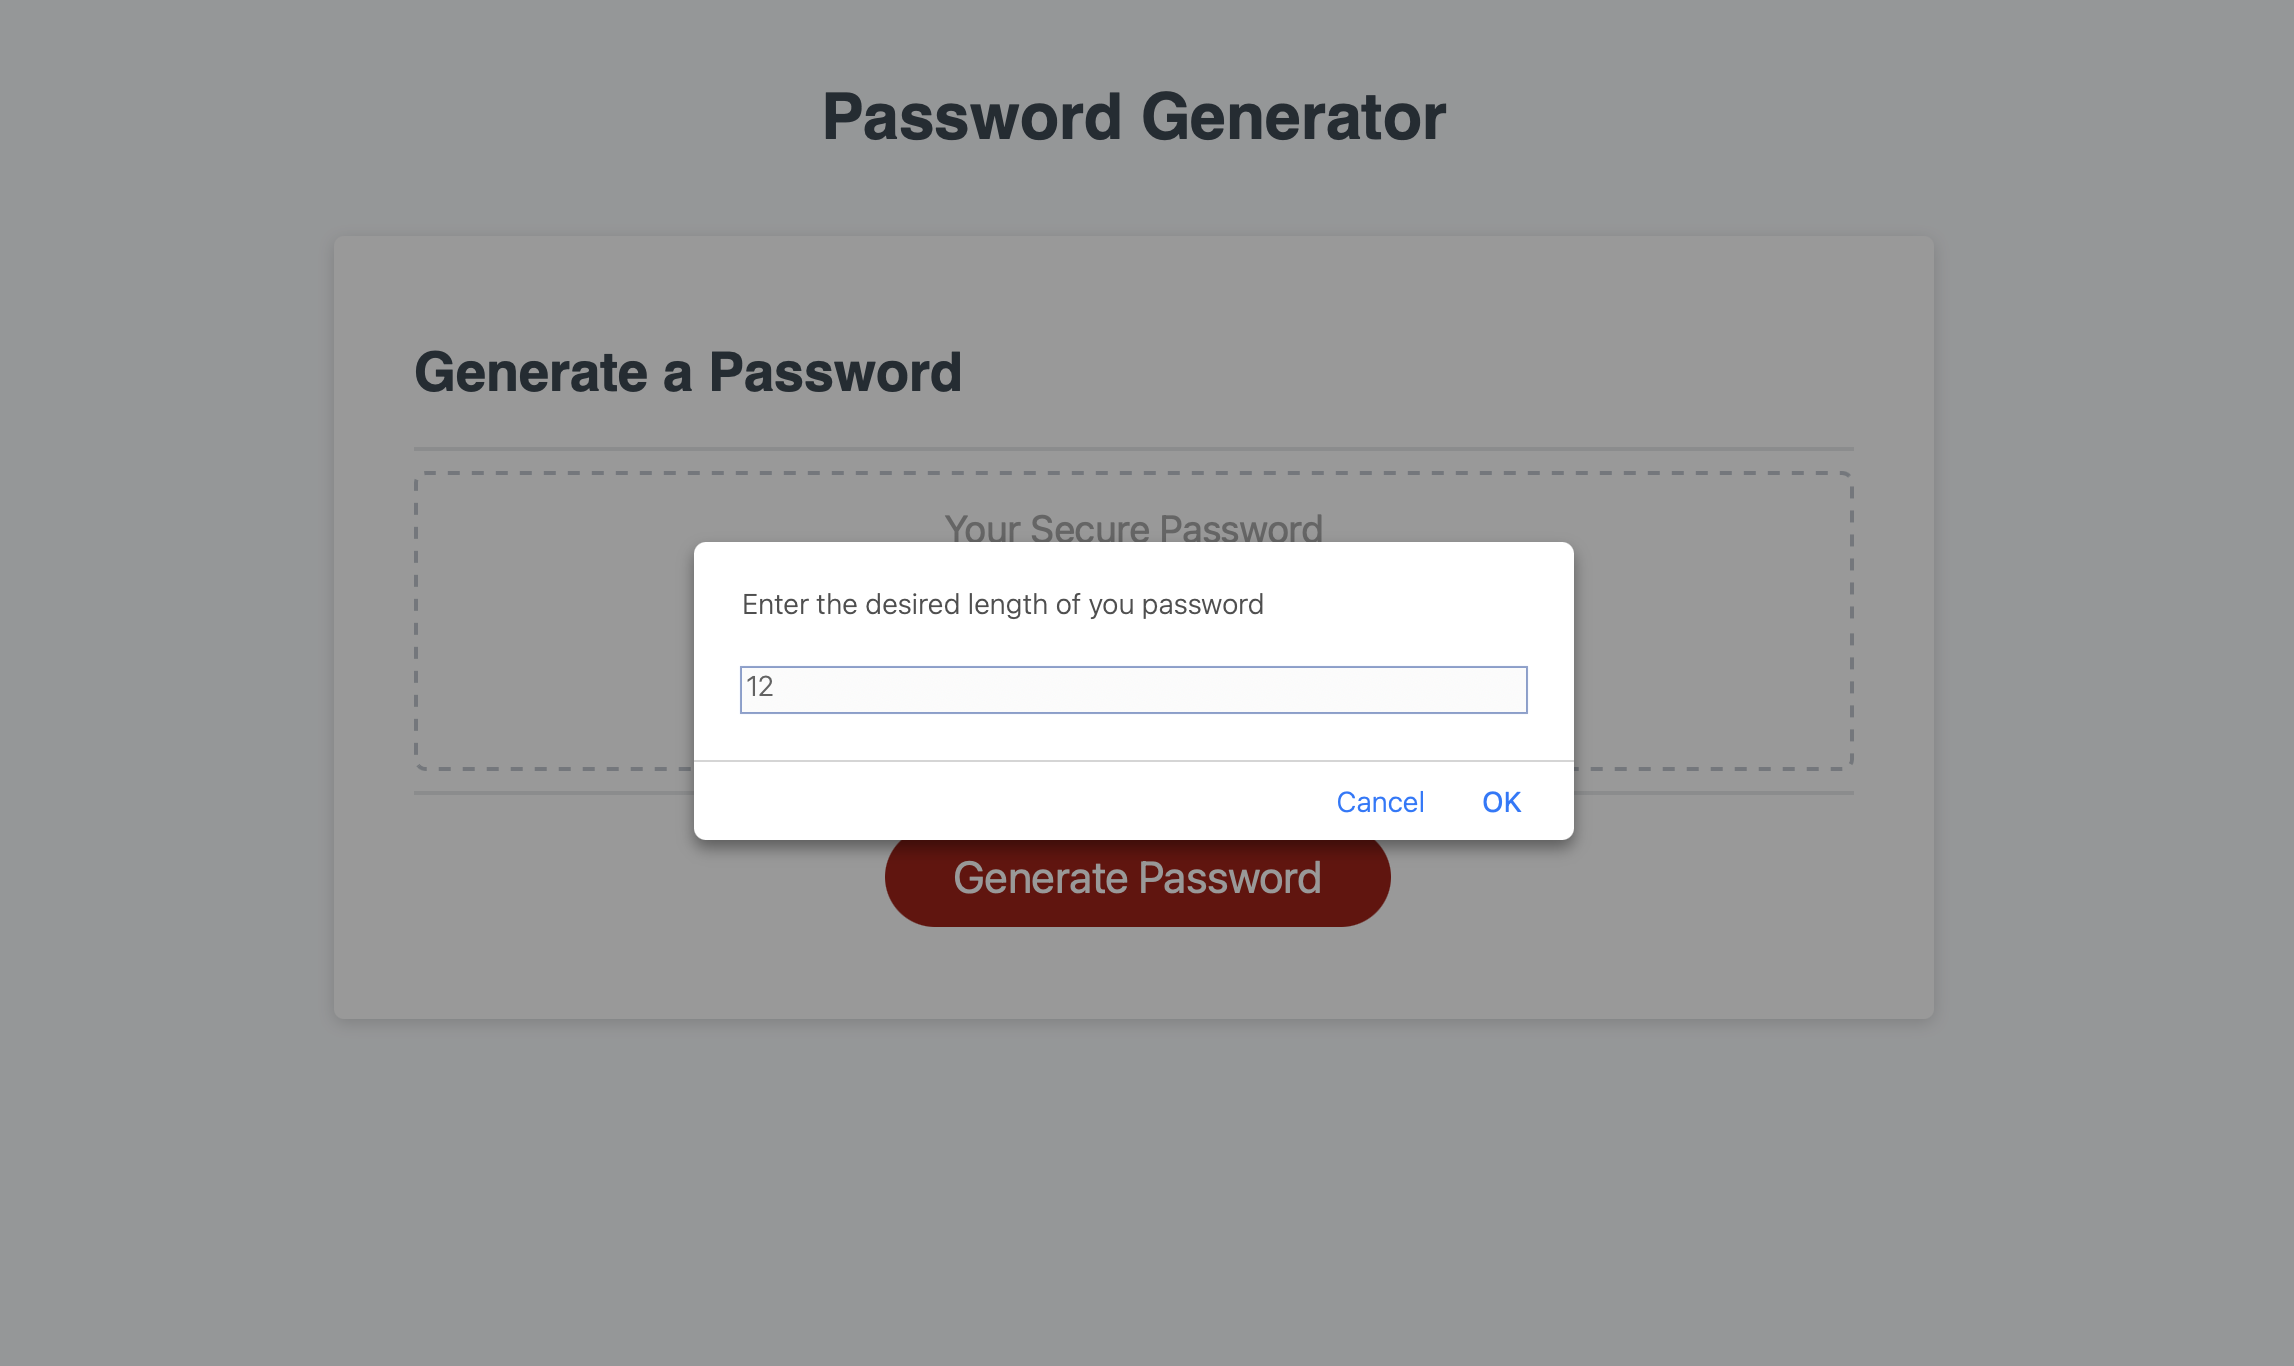 Password Generator
Generate a Password
Your Secure Password
Enter the desired length of you password
12
Cancel OK
Generate Password